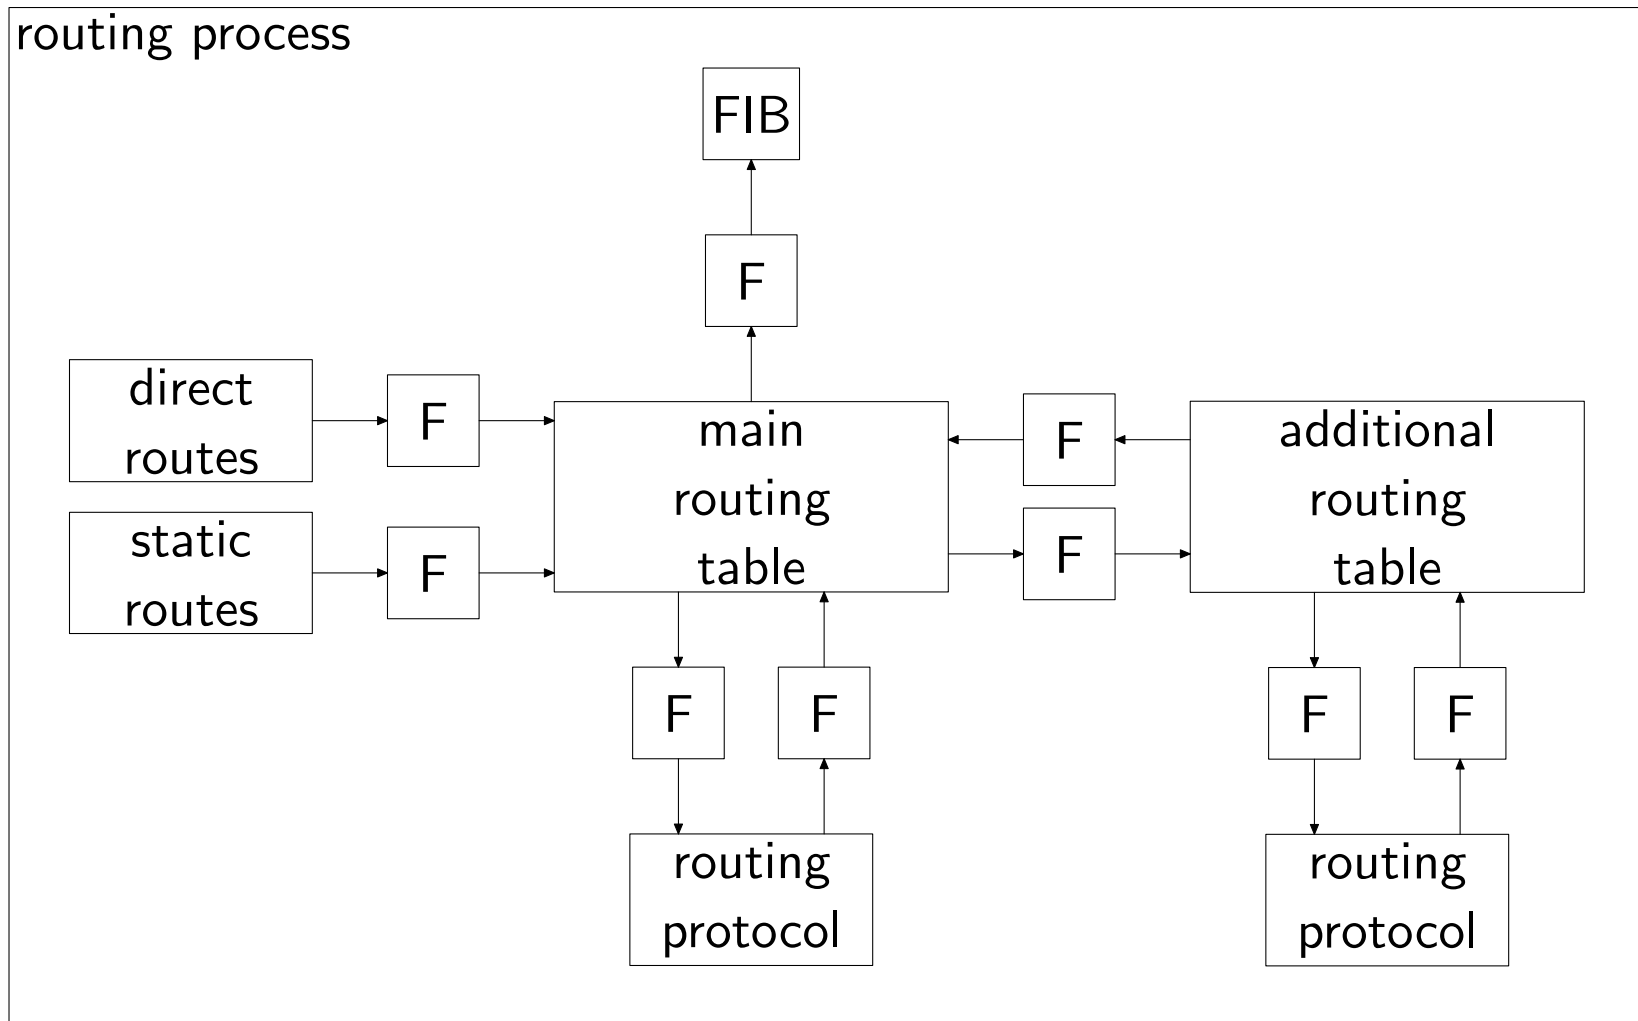 routing process
FIB
F
direct
routes
F
main
routing
table
F
additional
routing
table
static
routes
F
F
F
F
F
F
routing
protocol
routing
protocol